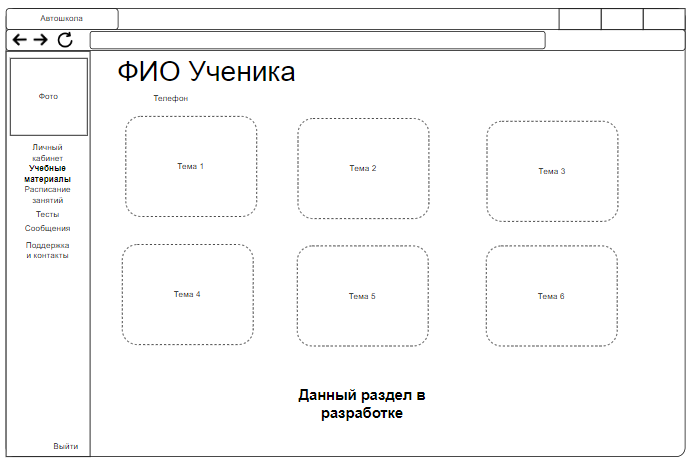 Автошкола
ФИО Ученика
Телефон
Фото
Личный
кабинет
Учебные
материалы
Расписание
занятий
Тесты
Сообщения
Поддержка
и контакты
Выйти
Тема 1
Тема 2
Тема 3
Тема 4
Тема 5
Тема 6
Данный раздел в
разработке